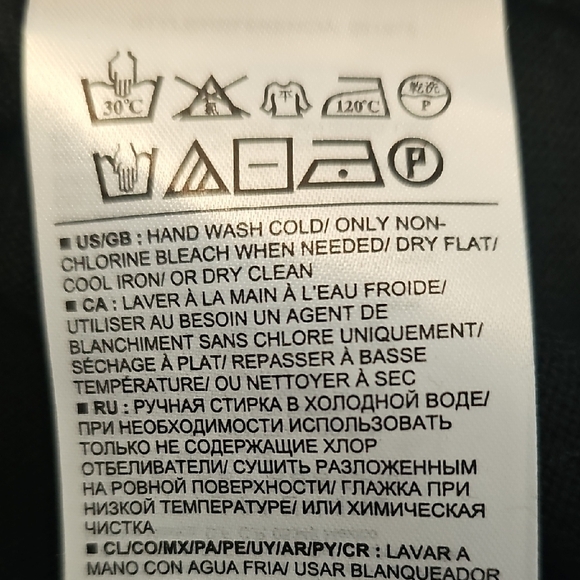 30°C 120°C 乾洗
P
P
■ US/GB : HAND WASH COLD/ ONLY NON-
CHLORINE BLEACH WHEN NEEDED/ DRY FLAT/
COOL IRON/ OR DRY CLEAN
■ CA : LAVER À LA MAIN À L'EAU FROIDE/
UTILISER AU BESOIN UN AGENT DE
BLANCHIMENT SANS CHLORE UNIQUEMENT/
SÉCHAGE À PLAT/ REPASSER À BASSE
TEMPÉRATURE/ OU NETTOYER À SEC
■ RU : РУЧНАЯ СТИРКА В ХОЛОДНОЙ ВОДЕ/
ПРИ НЕОБХОДИМОСТИ ИСПОЛЬЗОВАТЬ
ТОЛЬКО НЕ СОДЕРЖАЩИЕ ХЛОР
ОТБЕЛИВАТЕЛИ/ СУШИТЬ РАЗЛОЖЕННЫМ
НА РОВНОЙ ПОВЕРХНОСТИ/ ГЛАЖКА ПРИ
НИЗКОЙ ТЕМПЕРАТУРЕ/ ИЛИ ХИМИЧЕСКАЯ
ЧИСТКА
■ CL/CO/MX/PA/PE/UY/AR/PY/CR : LAVAR A
MANO CON AGUA FRIA/ USAR BLANQUEADOR